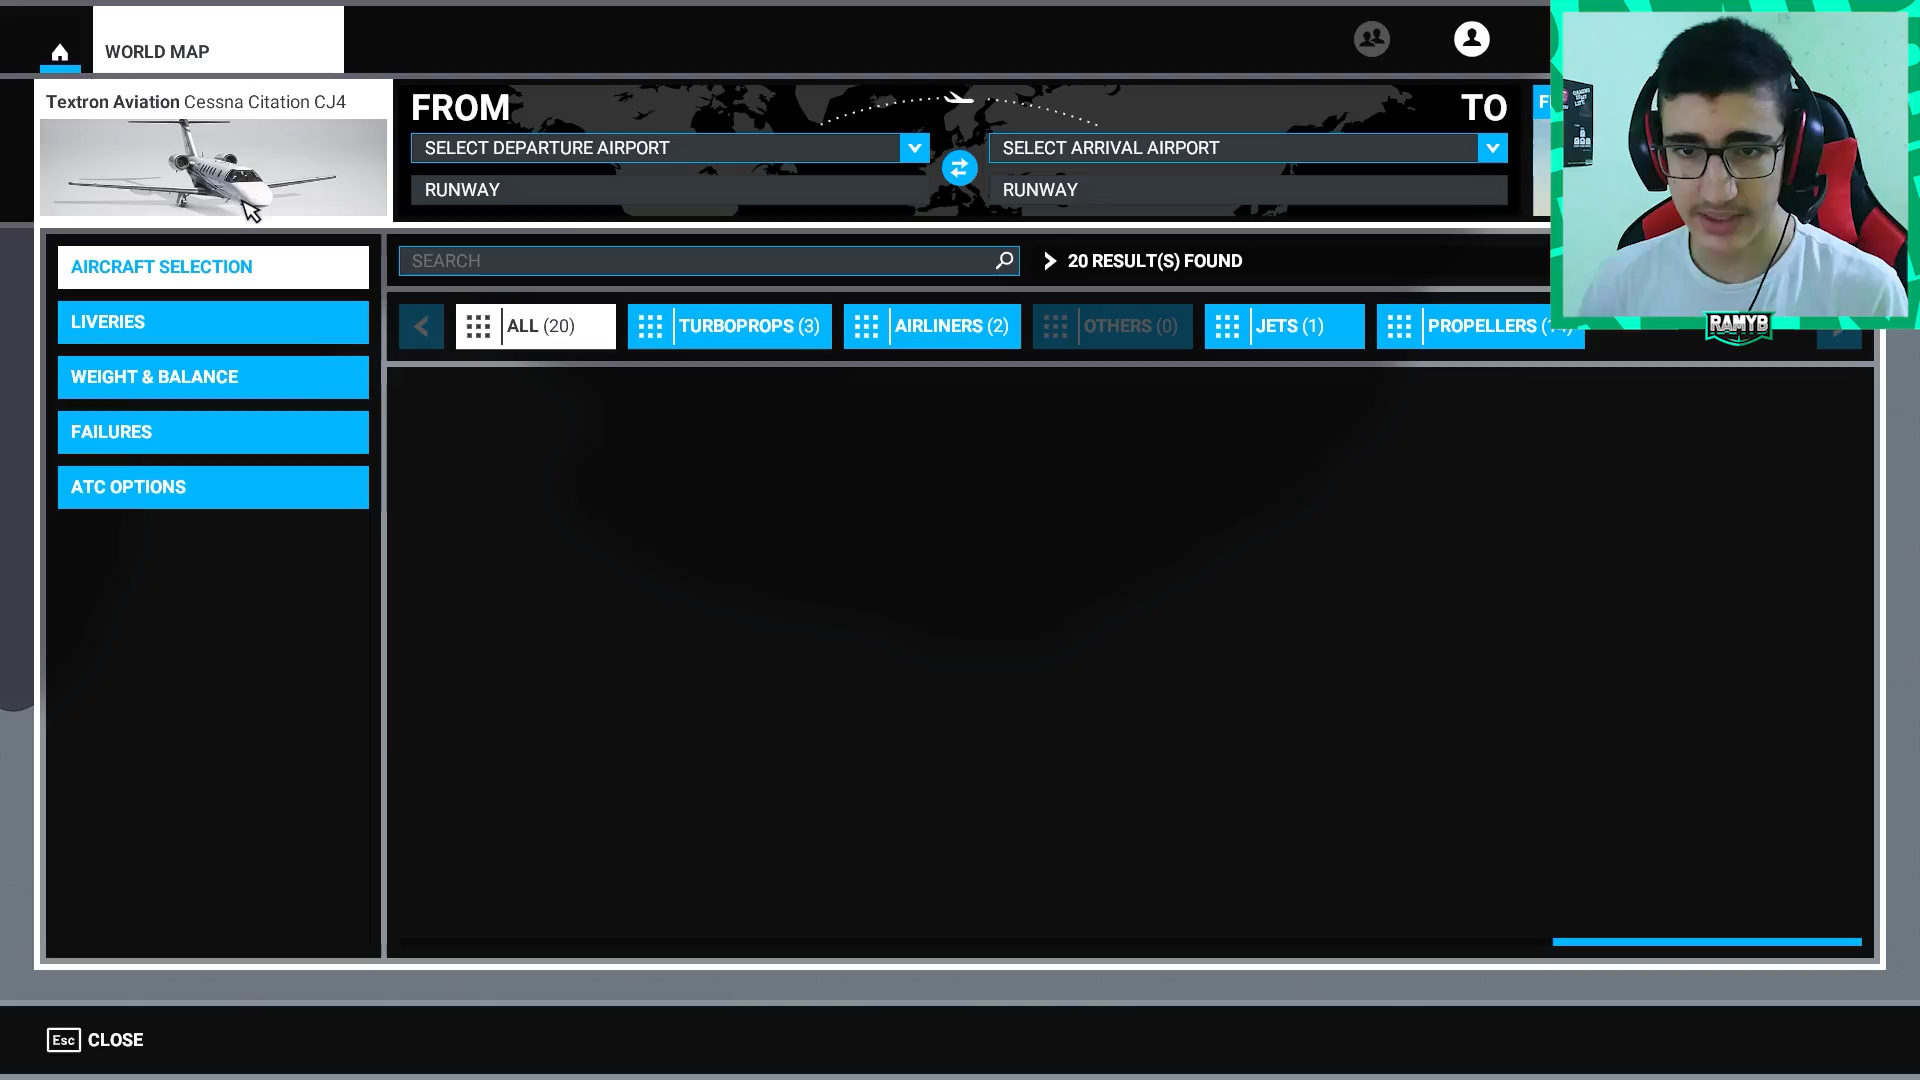 WORLD MAP
Textron Aviation Cessna Citation CJ4
FROM
TO
SELECT DEPARTURE AIRPORT
SELECT ARRIVAL AIRPORT
RUNWAY
RUNWAY
AIRCRAFT SELECTION
LIVERIES
WEIGHT & BALANCE
FAILURES
ATC OPTIONS
SEARCH
20 RESULT(S) FOUND
ALL (20)
TURBOPROPS (3)
AIRLINERS (2)
OTHERS (0)
JETS (1)
PROPELLERS
RAMYB
Esc CLOSE